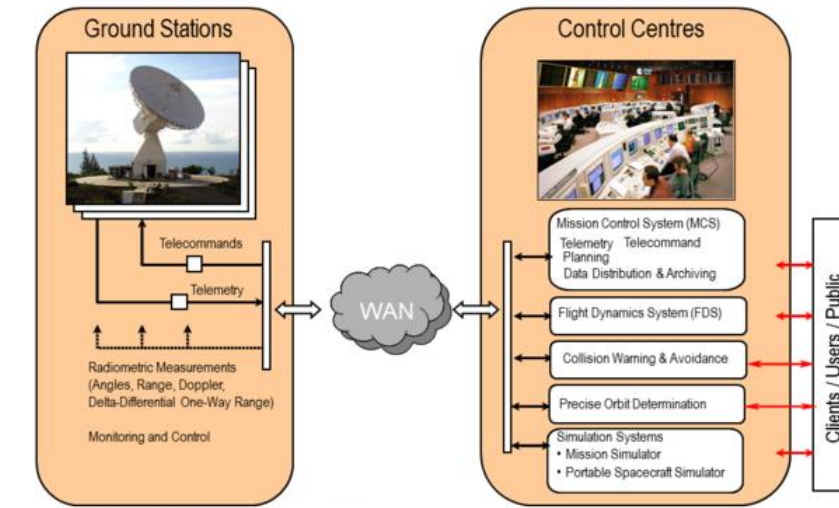 Ground Stations
Telecommands
Telemetry
Radiometric Measurements
(Angles, Range, Doppler,
Delta-Differential One-Way Range)
Monitoring and Control
WAN
Control Centres
Mission Control System (MCS)
Telemetry Telecommand
Planning
Data Distribution & Archiving
Flight Dynamics System (FDS)
Collision Warning & Avoidance
Precise Orbit Determination
Simulation Systems
• Mission Simulator
• Portable Spacecraft Simulator
Clients / Users / Public